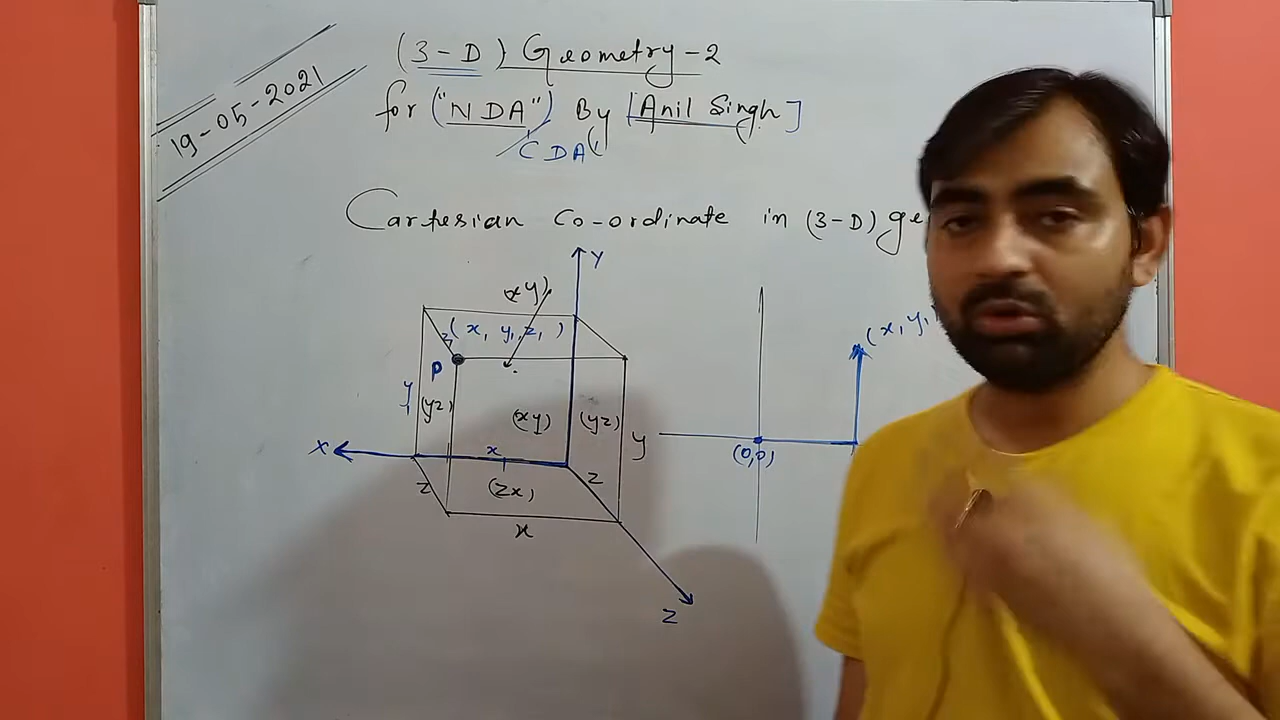 19-05-2021
(3-D) Geometry-2
for ("NDA") By [Anil Singh]
CDA
Cartesian Co-ordinate in (3-D) ge
Y
(xy)
(x, y, z, )
z
P
y
(yz)
(xy)
(yz)
y
X
x
z
(zx)
z
x
Z
(x, y,
(0,0)